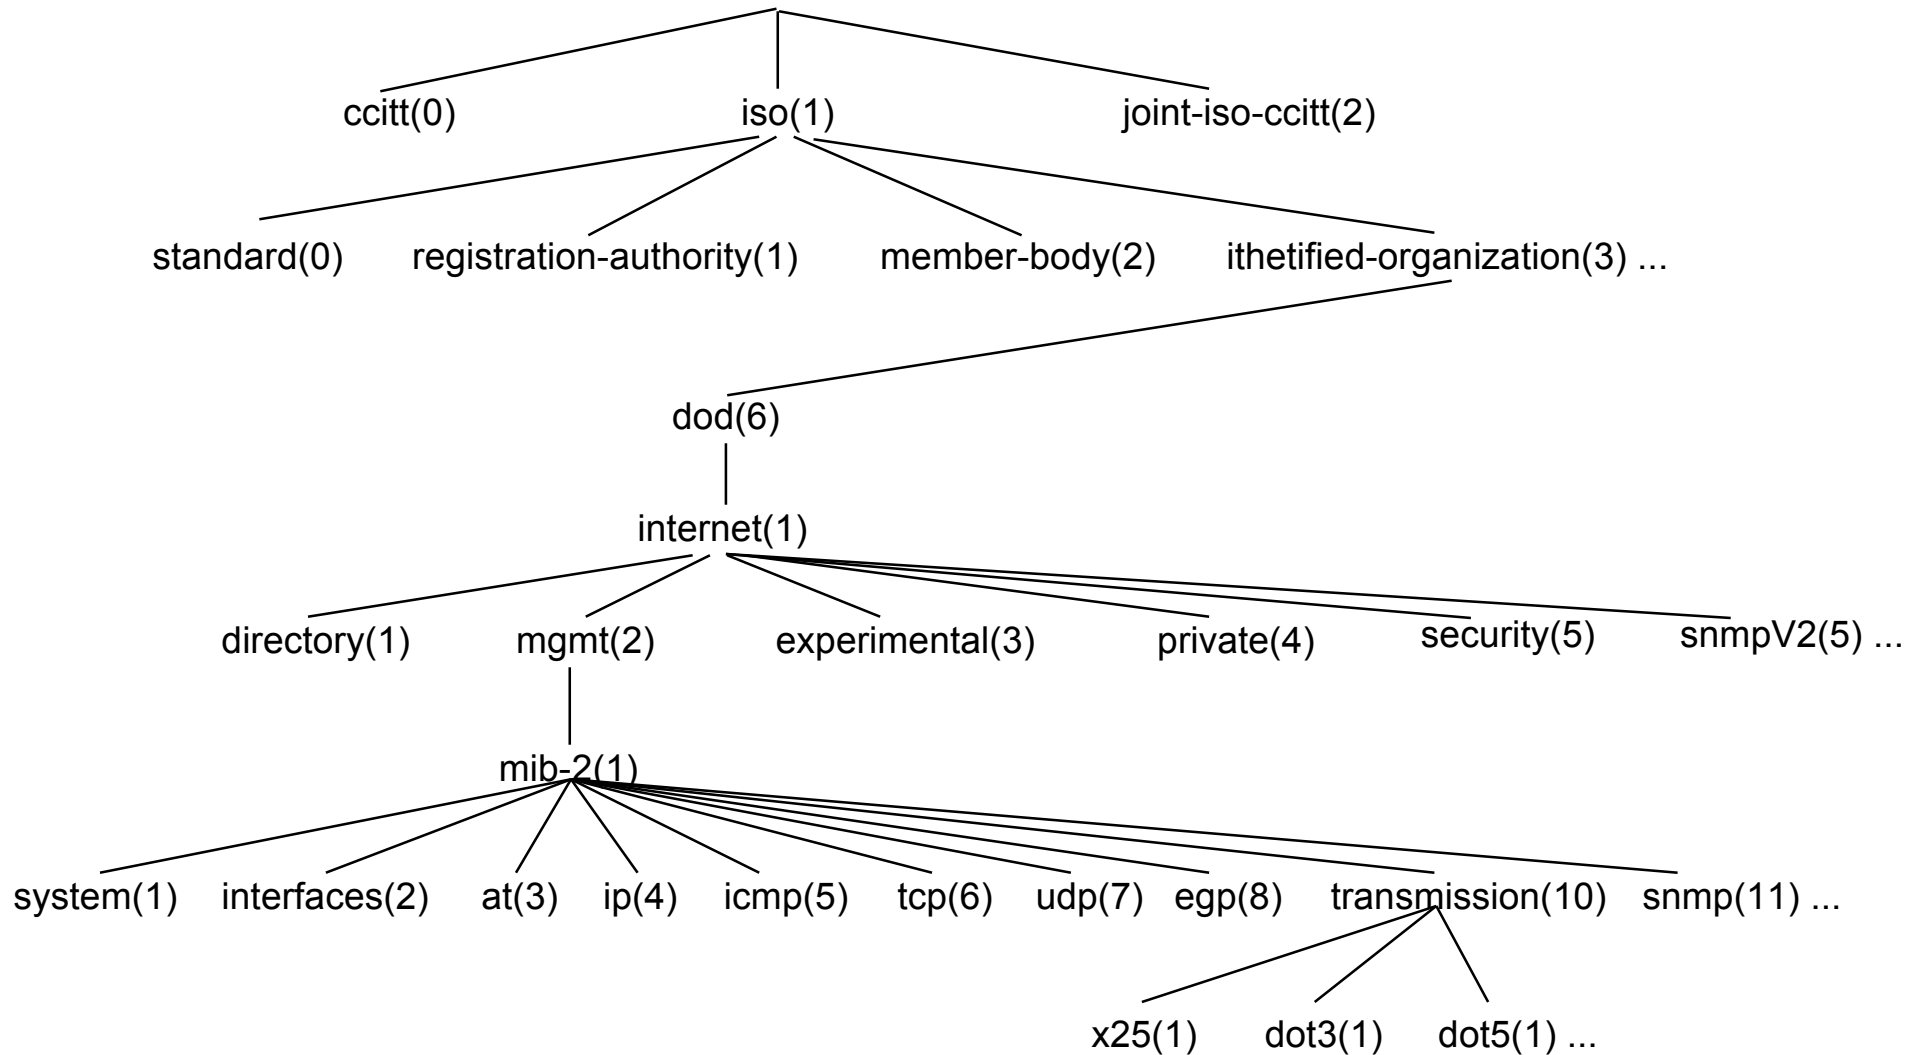 ccitt(0) iso(1) joint-iso-ccitt(2)
standard(0) registration-authority(1) member-body(2) ithetified-organization(3) ...
dod(6)
internet(1)
directory(1) mgmt(2) experimental(3) private(4) security(5) snmpV2(5) ...
mib-2(1)
system(1) interfaces(2) at(3) ip(4) icmp(5) tcp(6) udp(7) egp(8) transmission(10) snmp(11) ...
x25(1) dot3(1) dot5(1) ...